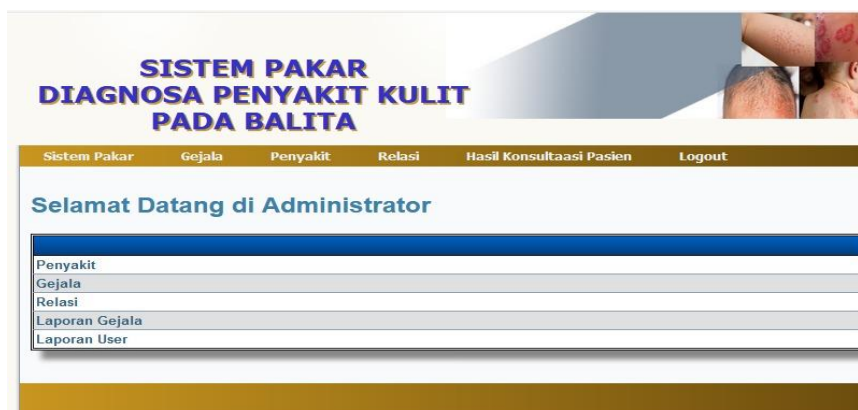 SISTEM PAKAR
DIAGNOSA PENYAKIT KULIT
PADA BALITA
Sistem Pakar Gejala Penyakit Relasi Hasil Konsultaasi Pasien Logout
Selamat Datang di Administrator
Penyakit
Gejala
Relasi
Laporan Gejala
Laporan User